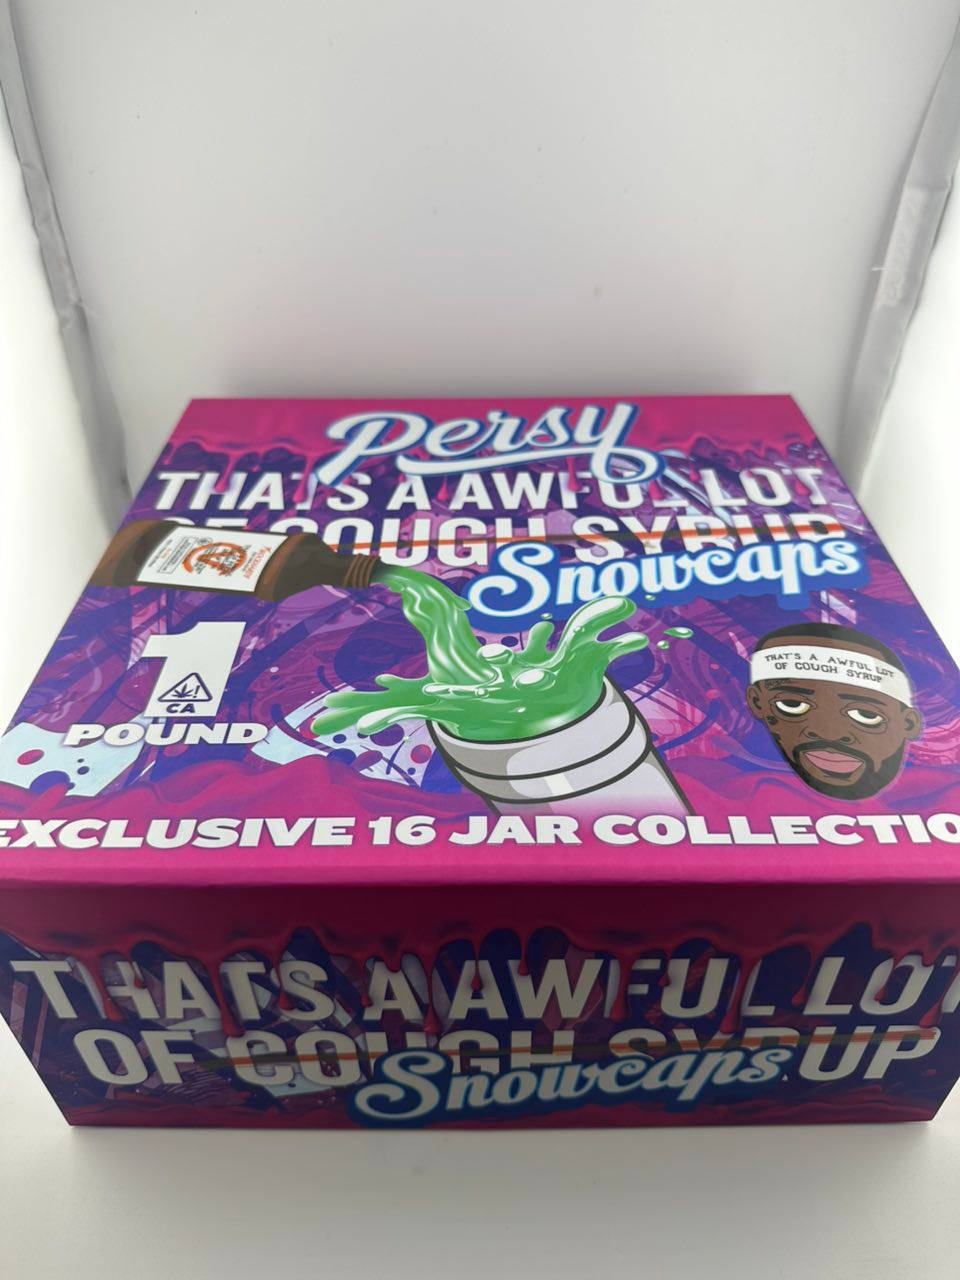 Persy
THATS A AWFUL LOT
OF COUGH SYRUP
Snowcaps
THAT'S A AWFUL LOT
OF COUGH SYRUP
1
CA
POUND
EXCLUSIVE 16 JAR COLLECTIO
THATS A AWFUL LOT
OF COUGH SYRUP
Snowcaps